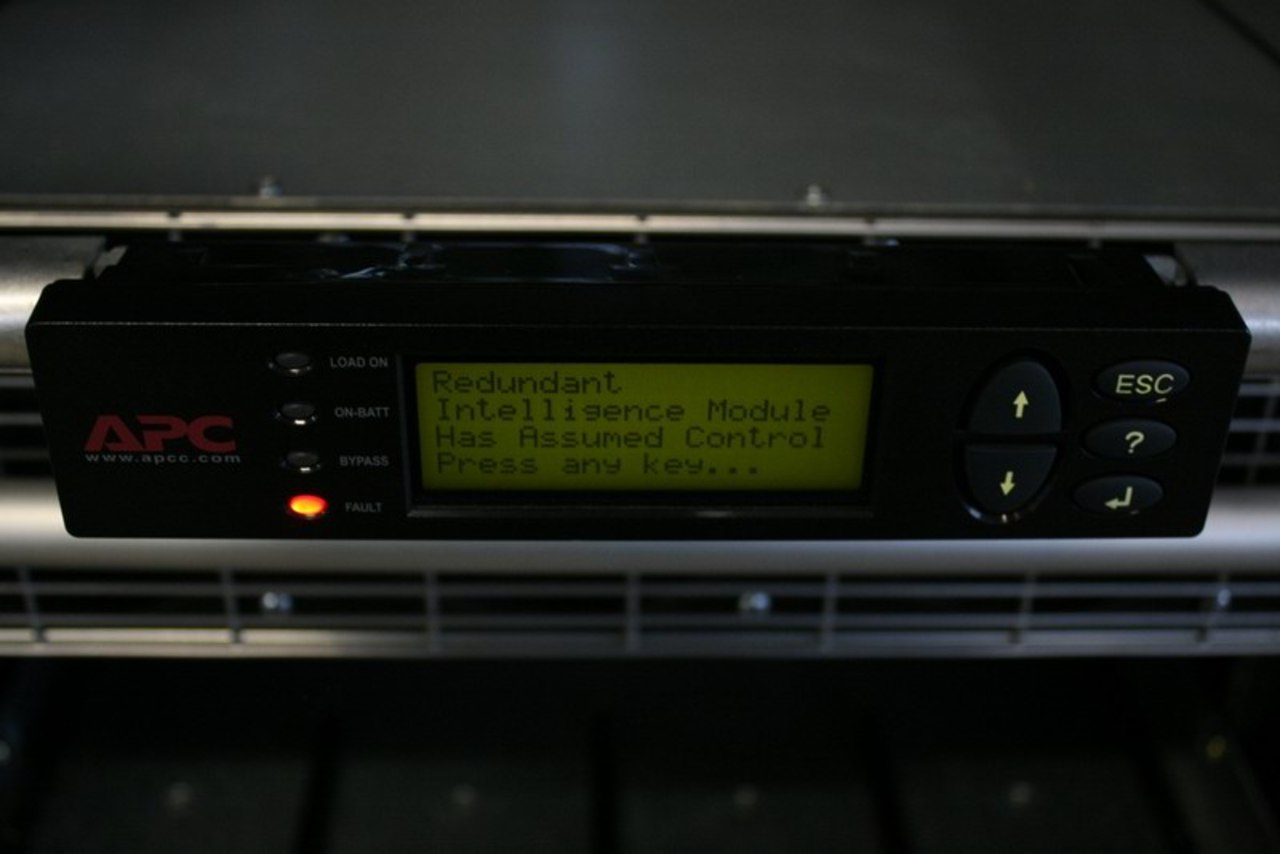 LOAD ON
ON-BATT
BYPASS
FAULT
APC
www.apcc.com
Redundant
Intelligence Module
Has Assumed Control
Press any key...
ESC
?